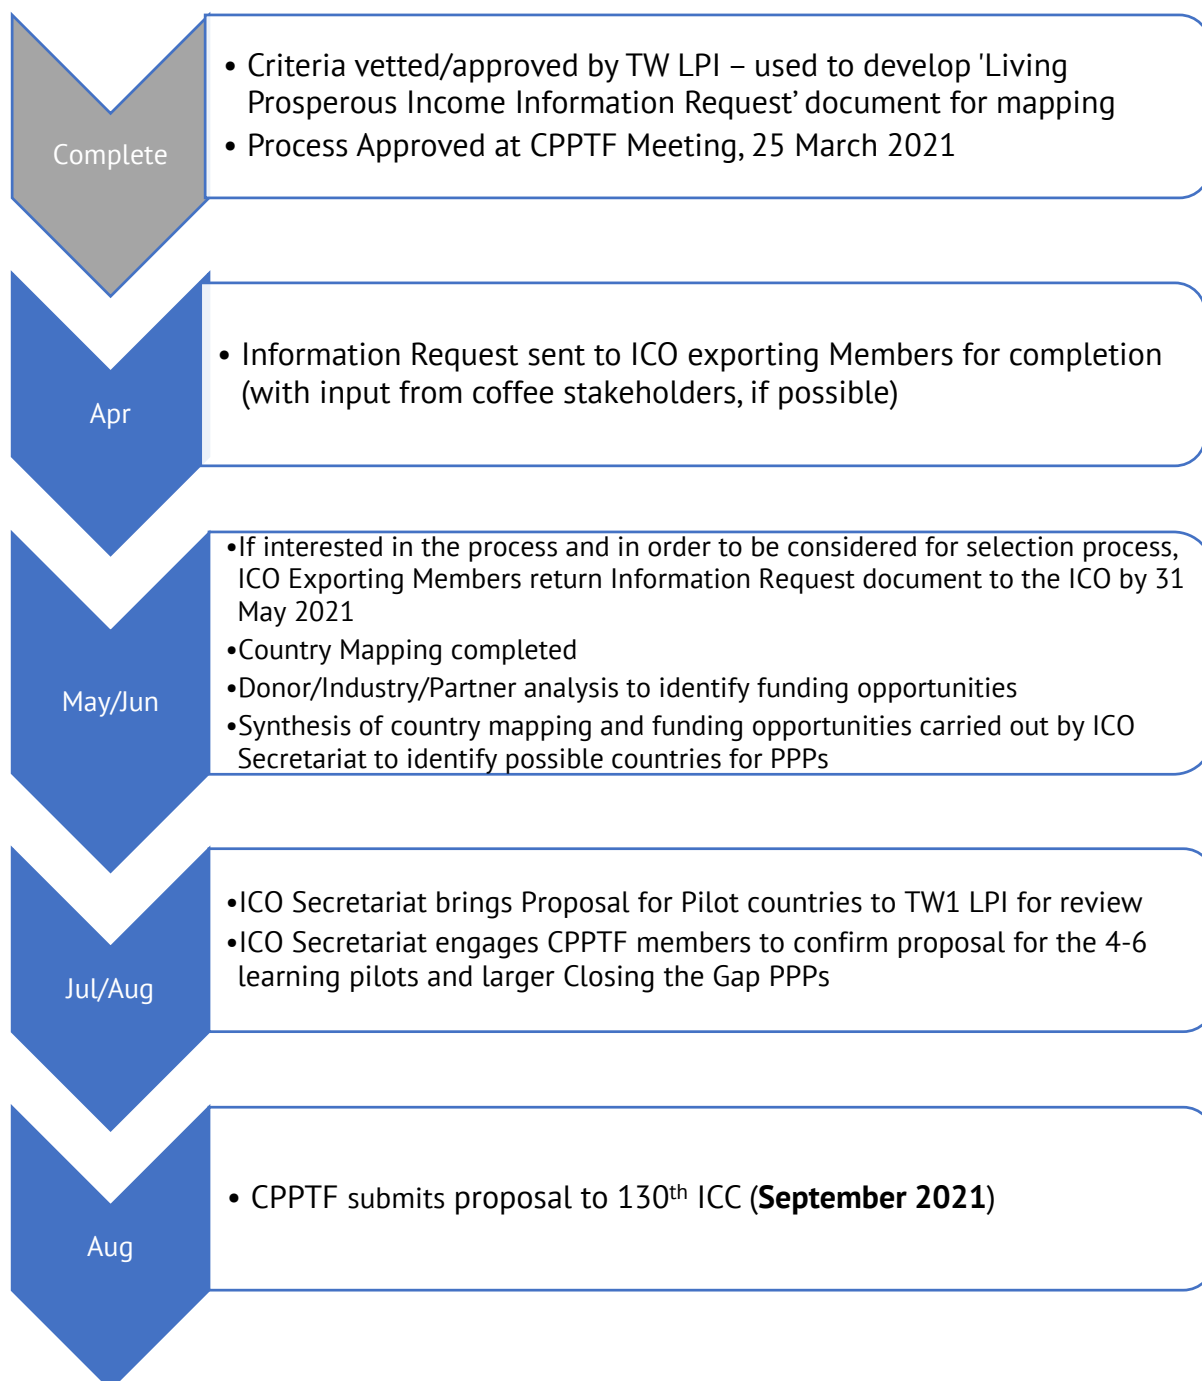 Complete
• Criteria vetted/approved by TW LPI – used to develop 'Living
Prosperous Income Information Request’ document for mapping
• Process Approved at CPPTF Meeting, 25 March 2021
Apr
• Information Request sent to ICO exporting Members for completion
(with input from coffee stakeholders, if possible)
May/Jun
•If interested in the process and in order to be considered for selection process,
ICO Exporting Members return Information Request document to the ICO by 31
May 2021
•Country Mapping completed
•Donor/Industry/Partner analysis to identify funding opportunities
•Synthesis of country mapping and funding opportunities carried out by ICO
Secretariat to identify possible countries for PPPs
Jul/Aug
•ICO Secretariat brings Proposal for Pilot countries to TW1 LPI for review
•ICO Secretariat engages CPPTF members to confirm proposal for the 4-6
learning pilots and larger Closing the Gap PPPs
Aug
• CPPTF submits proposal to 130th ICC (September 2021)